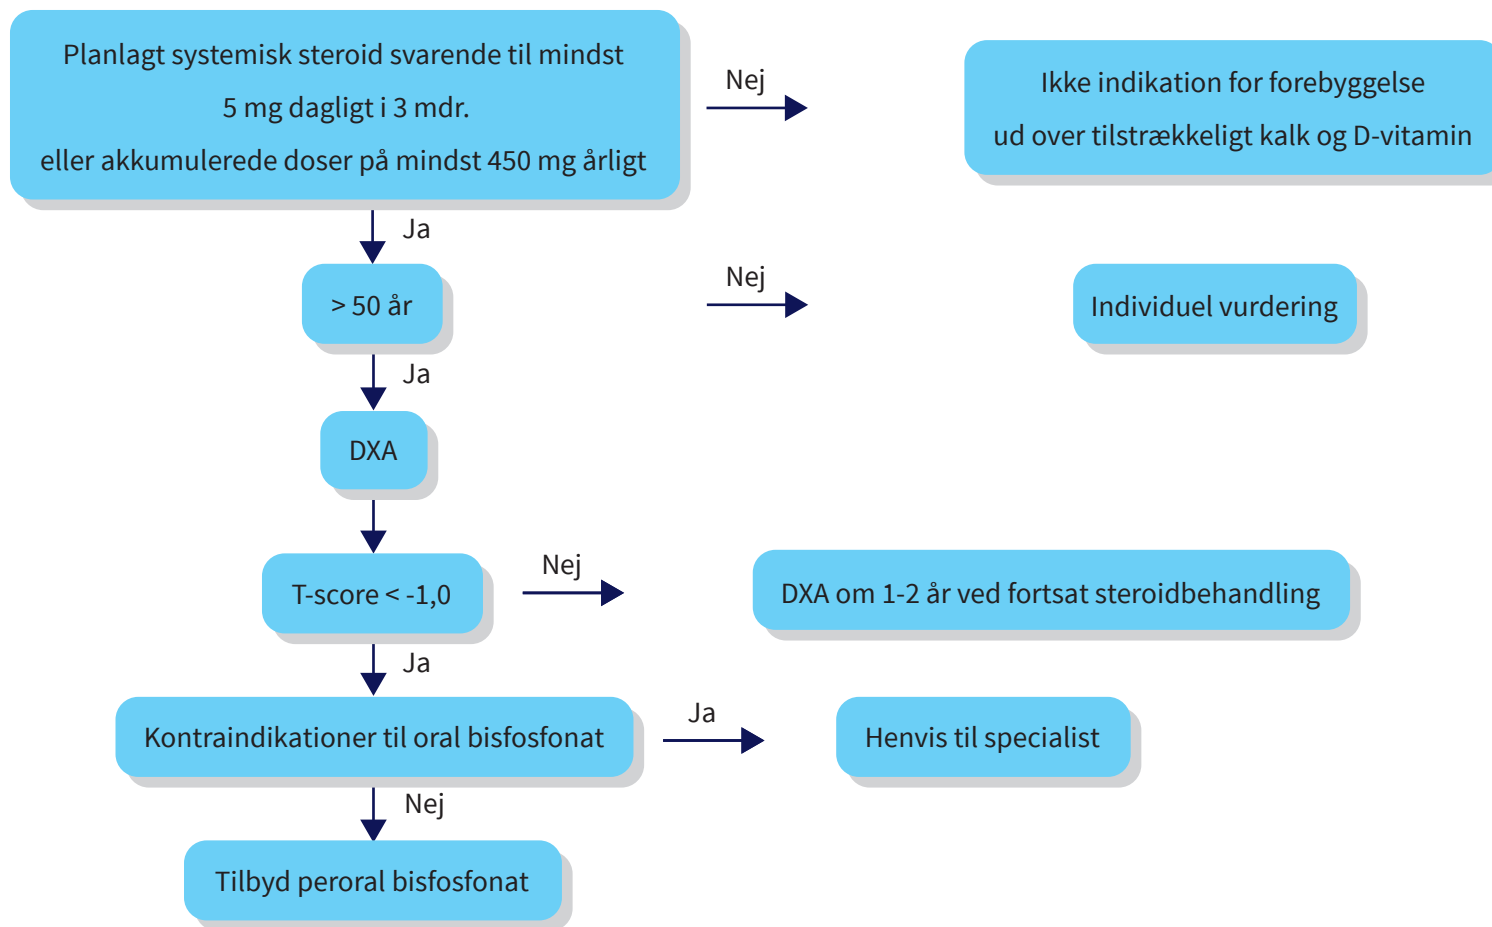 Planlagt systemisk steroid svarende til mindst
5 mg dagligt i 3 mdr.
eller akkumulerede doser på mindst 450 mg årligt
Nej
Ikke indikation for forebyggelse
ud over tilstrækkeligt kalk og D-vitamin
Ja
> 50 år
Nej
Individuel vurdering
Ja
DXA
T-score < -1,0
Nej
DXA om 1-2 år ved fortsat steroidbehandling
Ja
Kontraindikationer til oral bisfosfonat
Ja
Henvis til specialist
Nej
Tilbyd peroral bisfosfonat